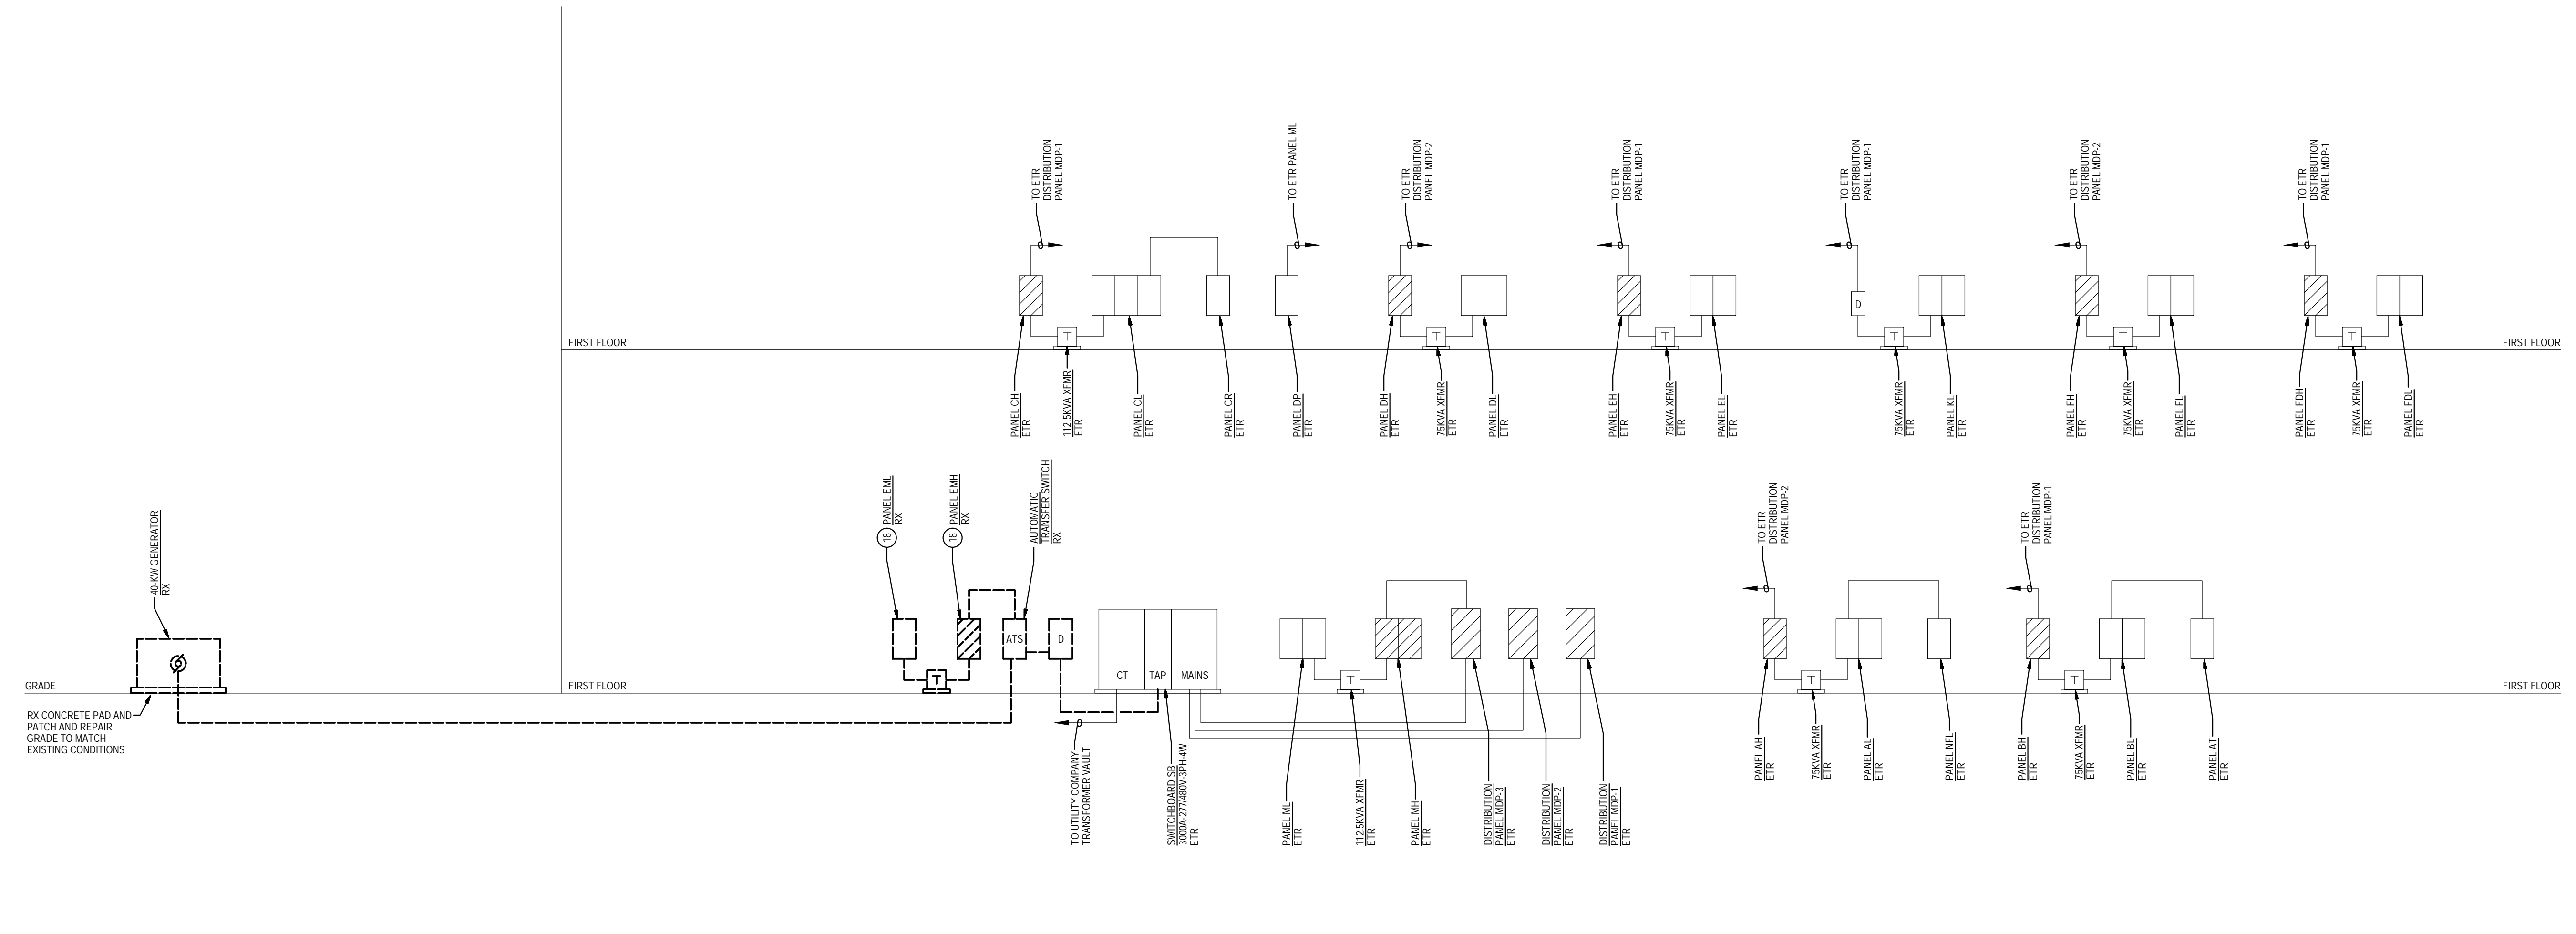 TO ETR
DISTRIBUTION
PANEL MDP-1
TO ETR PANEL ML
TO ETR
DISTRIBUTION
PANEL MDP-2
TO ETR
DISTRIBUTION
PANEL MDP-1
TO ETR
DISTRIBUTION
PANEL MDP-1
TO ETR
DISTRIBUTION
PANEL MDP-2
TO ETR
DISTRIBUTION
PANEL MDP-1
D
T
T
T
T
T
T
FIRST FLOOR
FIRST FLOOR
PANEL CH
ETR
112.5KVA XFMR
ETR
PANEL CL
ETR
PANEL CR
ETR
PANEL DP
ETR
PANEL DH
ETR
75KVA XFMR
ETR
PANEL DL
ETR
PANEL EH
ETR
75KVA XFMR
ETR
PANEL EL
ETR
75KVA XFMR
ETR
PANEL KL
ETR
PANEL FH
ETR
75KVA XFMR
ETR
PANEL FL
ETR
PANEL FDH
ETR
75KVA XFMR
ETR
PANEL FDL
ETR
40-KW GENERATOR
RX
18
PANEL EML
RX
18
PANEL EMH
RX
AUTOMATIC
TRANSFER SWITCH
RX
TO ETR
DISTRIBUTION
PANEL MDP-2
TO ETR
DISTRIBUTION
PANEL MDP-1
ATS
D
T
CT
TAP
MAINS
T
T
T
GRADE
FIRST FLOOR
FIRST FLOOR
RX CONCRETE PAD AND
PATCH AND REPAIR
GRADE TO MATCH
EXISTING CONDITIONS
TO UTILITY COMPANY
TRANSFORMER VAULT
SWITCHBOARD SB
3000A-277/480V-3PH-4W
ETR
PANEL ML
ETR
112.5KVA XFMR
ETR
PANEL MH
ETR
DISTRIBUTION
PANEL MDP-3
ETR
DISTRIBUTION
PANEL MDP-2
ETR
DISTRIBUTION
PANEL MDP-1
ETR
PANEL AH
ETR
75KVA XFMR
ETR
PANEL AL
ETR
PANEL NFL
ETR
PANEL BH
ETR
75KVA XFMR
ETR
PANEL BL
ETR
PANEL AT
ETR